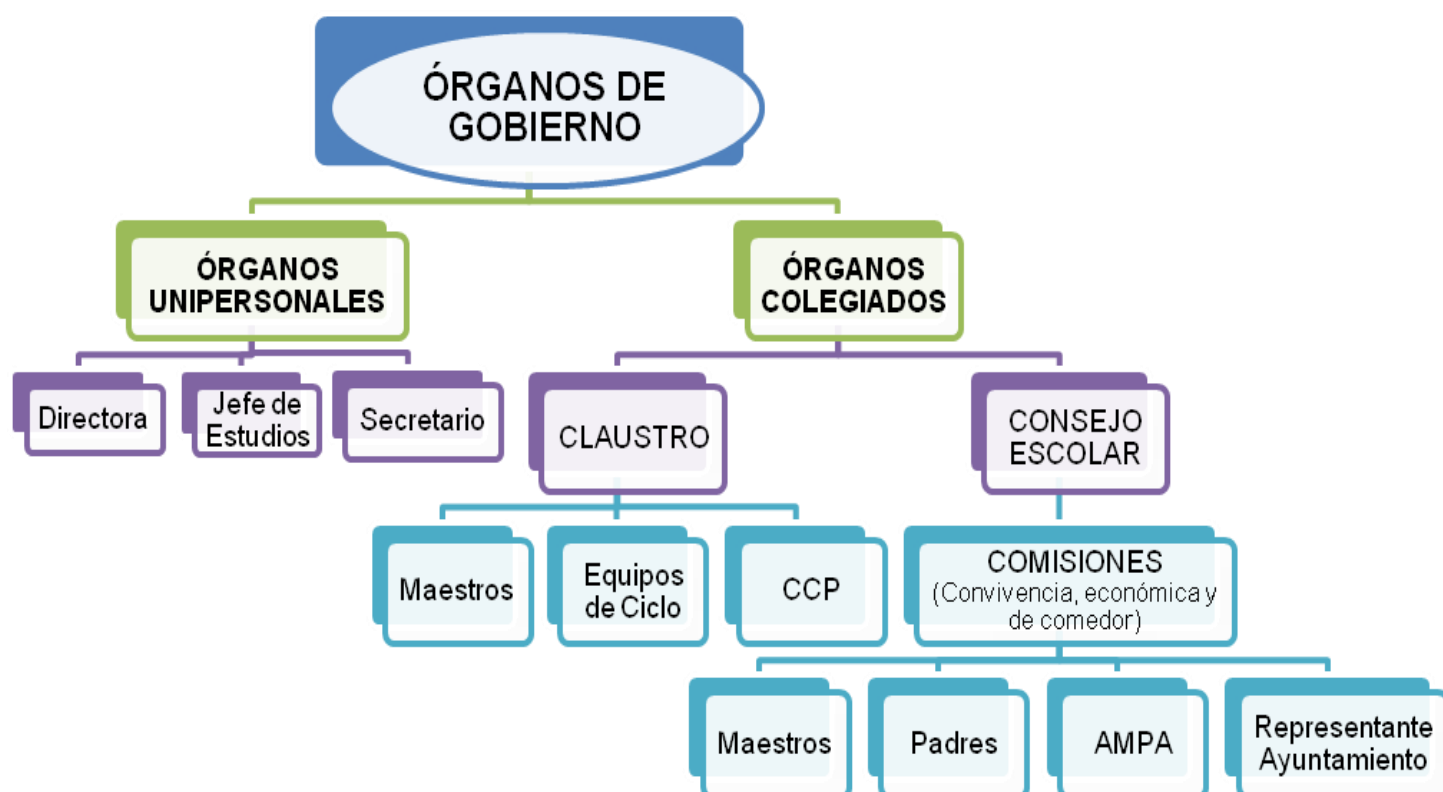 ÓRGANOS DE
GOBIERNO
ÓRGANOS
UNIPERSONALES
ÓRGANOS
COLEGIADOS
Directora
Jefe de
Estudios
Secretario
CLAUSTRO
CONSEJO
ESCOLAR
Maestros
Equipos
de Ciclo
CCP
COMISIONES
(Convivencia, económica y
de comedor)
Maestros
Padres
AMPA
Representante
Ayuntamiento